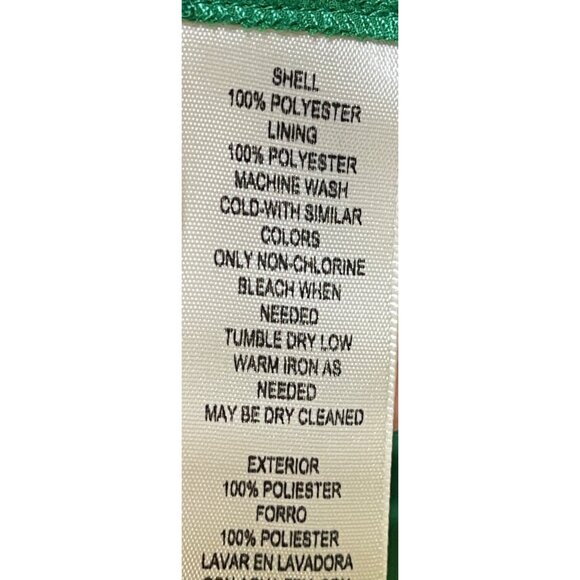 SHELL
100% POLYESTER
LINING
100% POLYESTER
MACHINE WASH
COLD-WITH SIMILAR
COLORS
ONLY NON-CHLORINE
BLEACH WHEN
NEEDED
TUMBLE DRY LOW
WARM IRON AS
NEEDED
MAY BE DRY CLEANED
EXTERIOR
100% POLIESTER
FORRO
100% POLIESTER
LAVAR EN LAVADORA